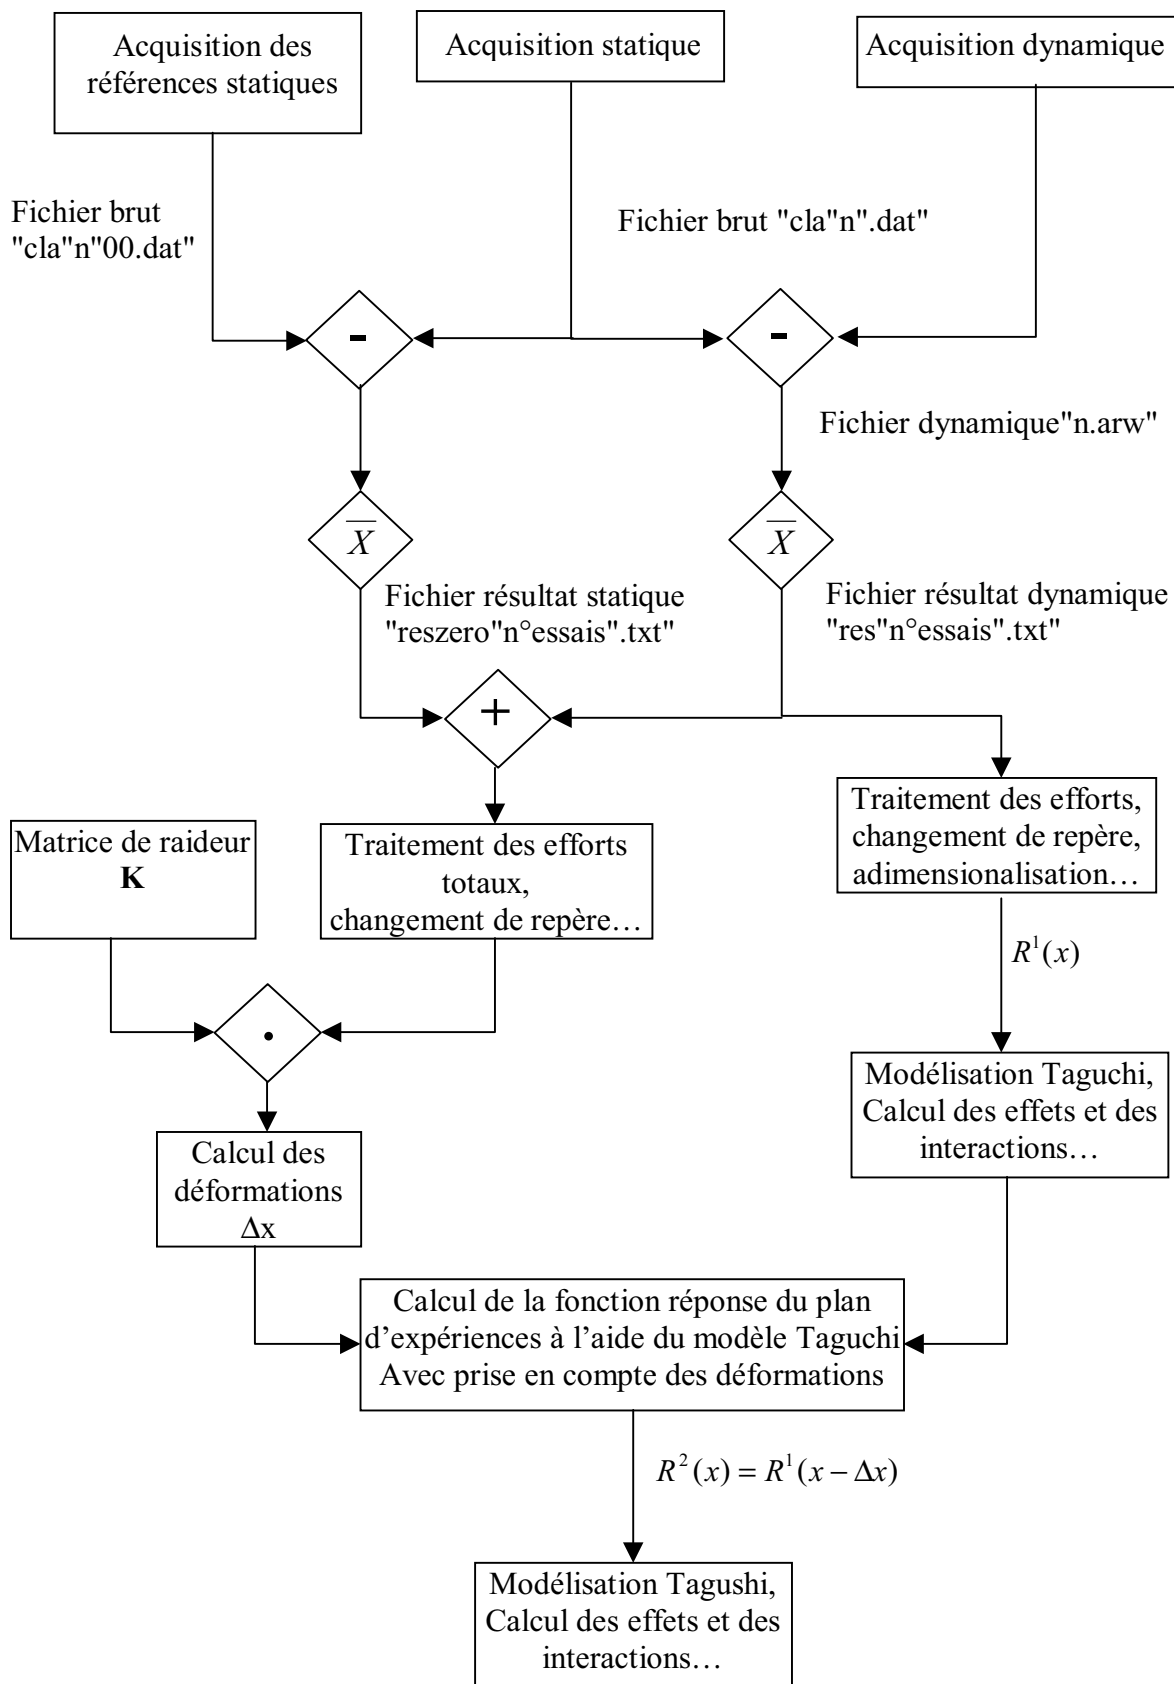 Acquisition des
références statiques
Acquisition statique
Acquisition dynamique
Fichier brut
"cla"n"00.dat"
Fichier brut "cla"n".dat"
-
-
Fichier dynamique"n.arw"
X̅
X̅
Fichier résultat statique
"reszero"n°essais".txt"
Fichier résultat dynamique
"res"n°essais".txt"
+
Traitement des efforts,
changement de repère,
adimensionalisation…
Matrice de raideur
K
Traitement des efforts
totaux,
changement de repère…
R¹(x)
.
Modélisation Taguchi,
Calcul des effets et des
interactions…
Calcul des
déformations
Δx
Calcul de la fonction réponse du plan
d’expériences à l’aide du modèle Taguchi
Avec prise en compte des déformations
R²(x) = R¹(x − Δx)
Modélisation Tagushi,
Calcul des effets et des
interactions…